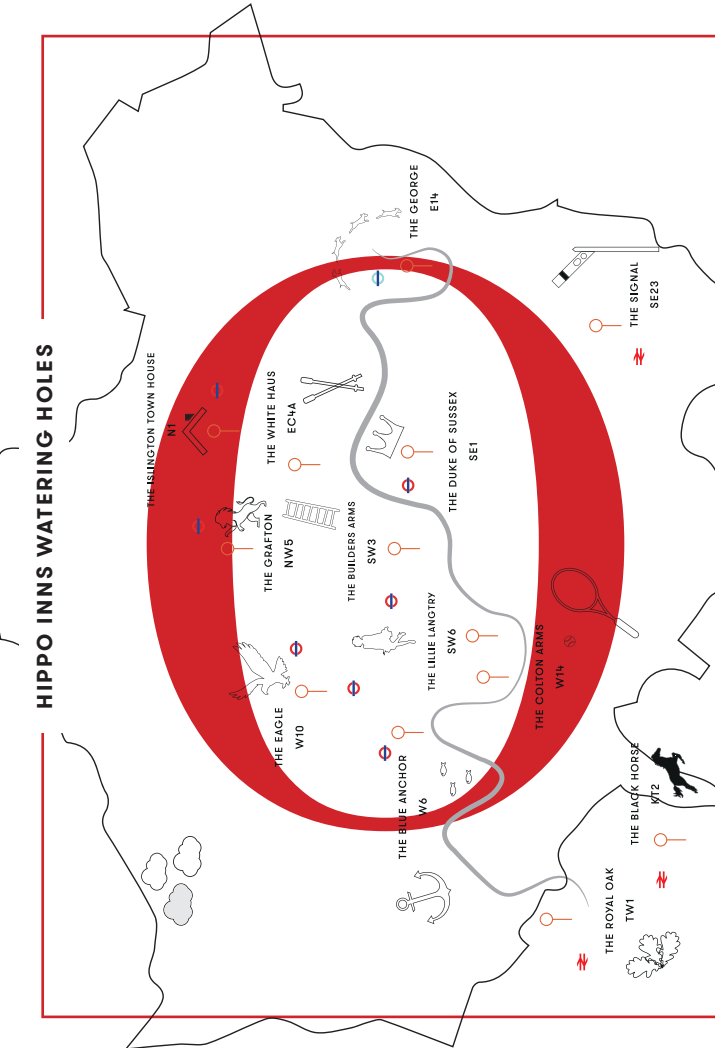 HIPPO INNS WATERING HOLES
THE ISLINGTON TOWN HOUSE
N1
THE GEORGE
E14
THE WHITE HAUS
EC4A
THE SIGNAL
SE23
THE DUKE OF SUSSEX
SE1
THE GRAFTON
NW5
THE BUILDERS ARMS
SW3
THE LILLIE LANGTRY
SW6
THE EAGLE
W10
THE COLTON ARMS
W14
THE BLUE ANCHOR
W6
THE BLACK HORSE
KT2
THE ROYAL OAK
TW1